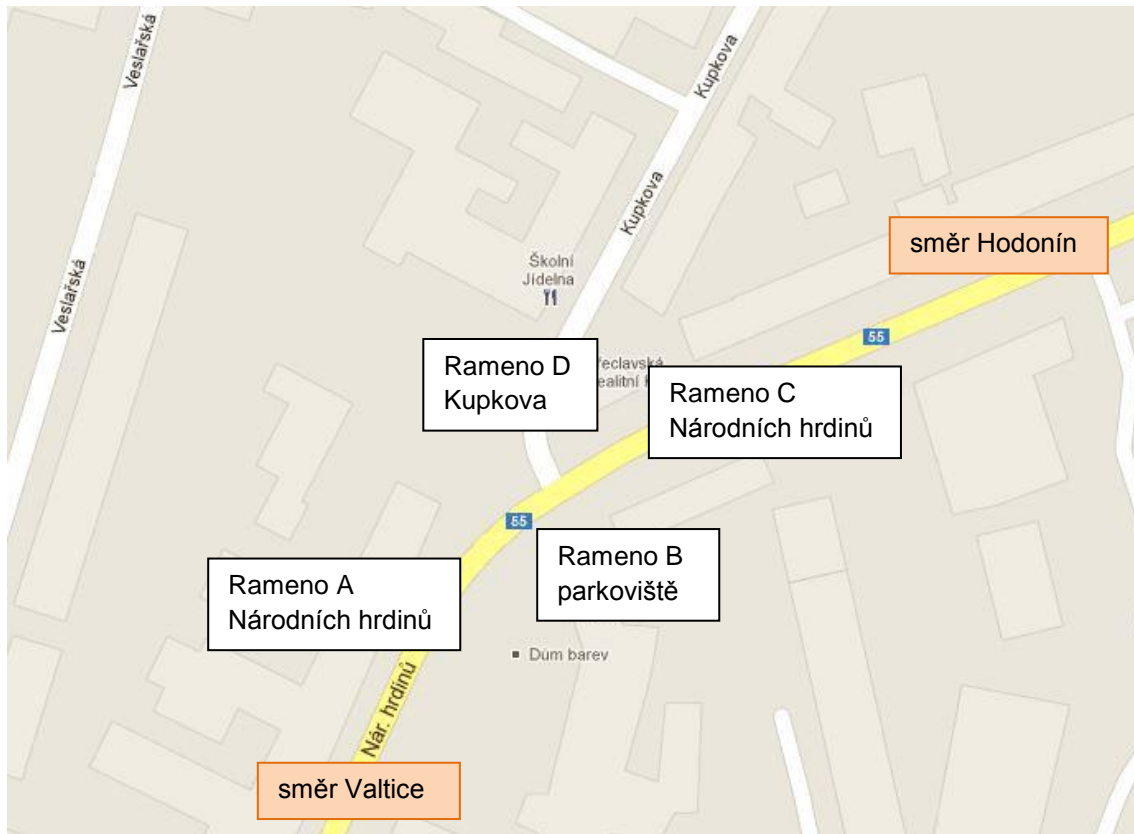 Veslařská
Kupkova
Kupkova
směr Hodonín
Veslařská
Školní
Jídelna
55
Rameno D
Kupkova
Rameno C
Národních hrdinů
55
Rameno A
Národních hrdinů
Rameno B
parkoviště
Dům barev
Nár. hrdinů
směr Valtice